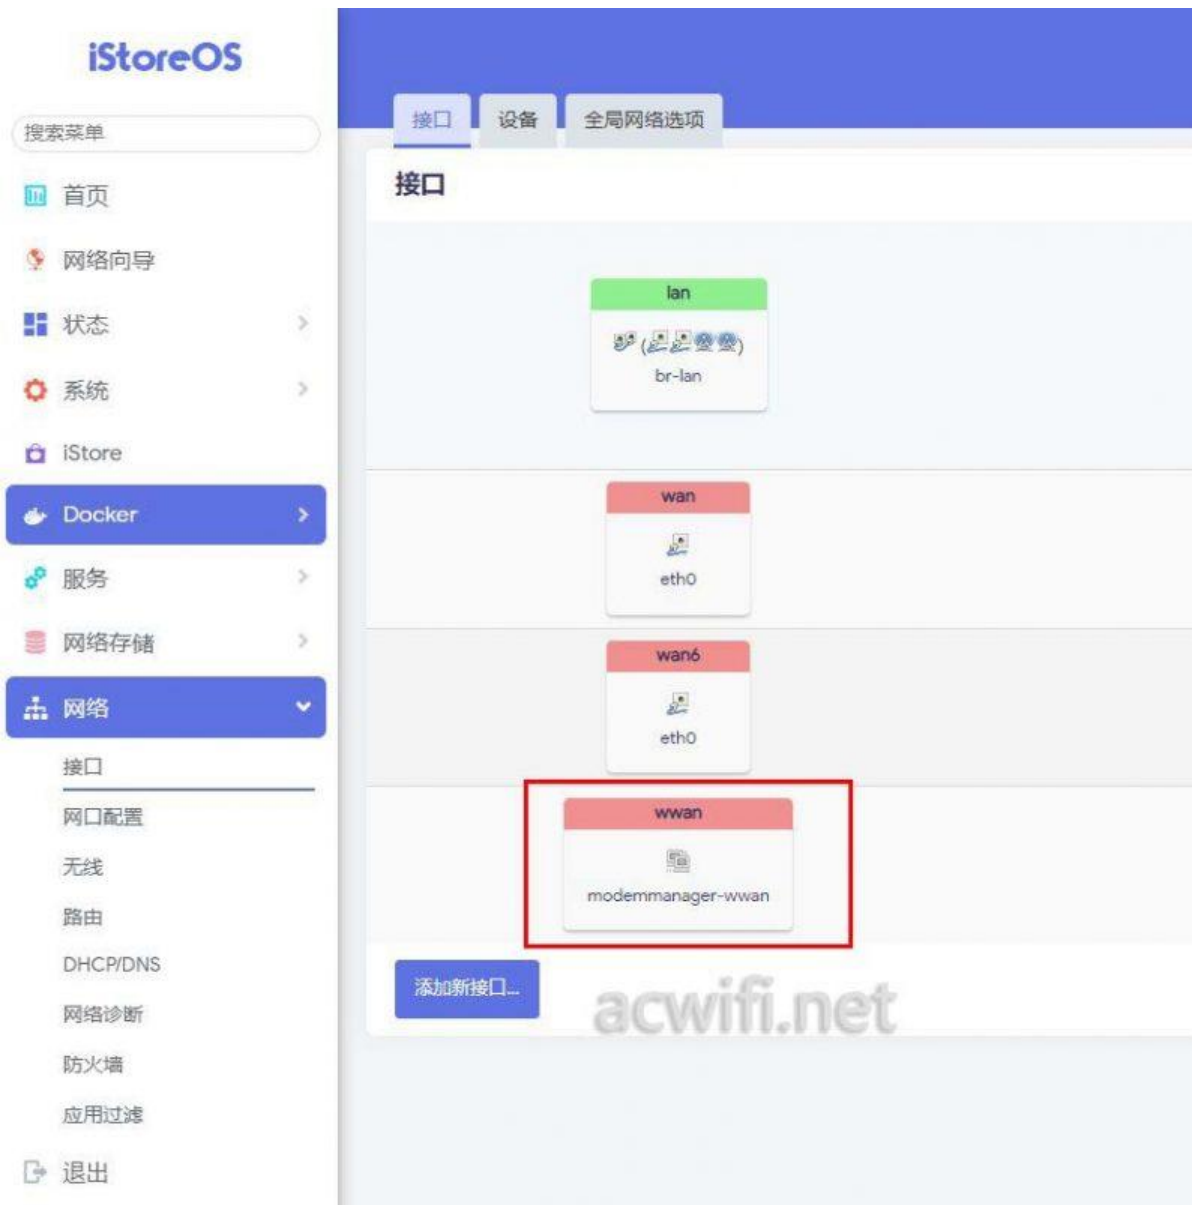 iStoreOS
搜索菜单
首页
网络向导
状态
系统
iStore
Docker
服务
网络存储
网络
接口
网口配置
无线
路由
DHCP/DNS
网络诊断
防火墙
应用过滤
退出
接口 设备 全局网络选项
接口
lan
( )
br-lan
wan
eth0
wan6
eth0
wwan
modemmanager-wwan
添加新接口...
acwifi.net